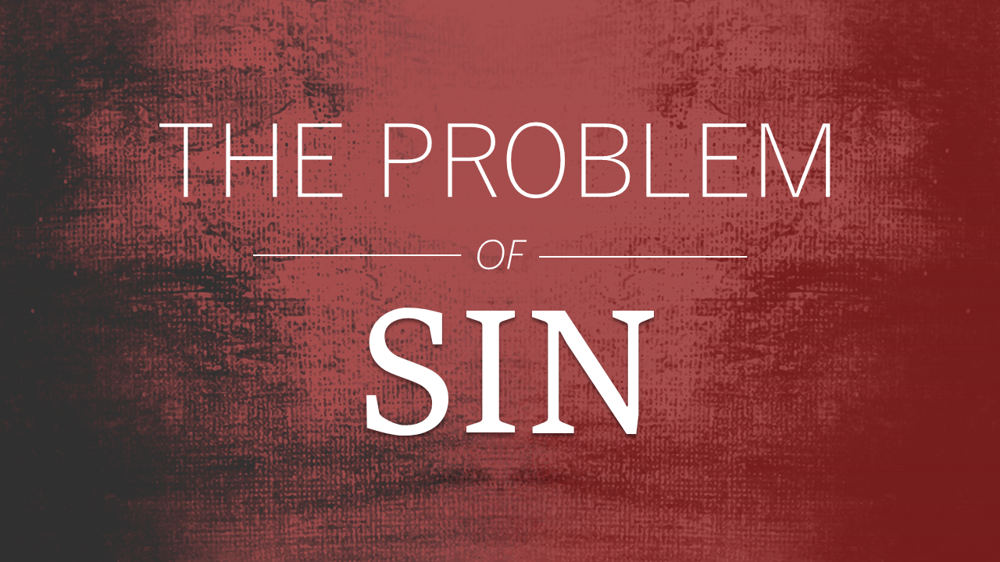 THE PROBLEM
OF
SIN